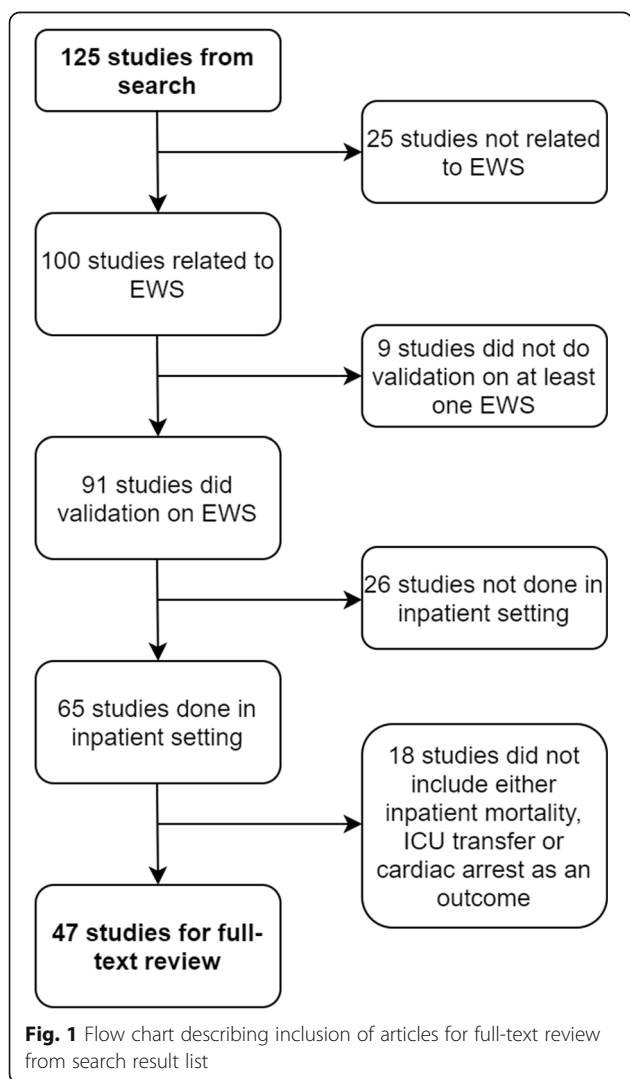 125 studies from
search
25 studies not related
to EWS
100 studies related to
EWS
9 studies did not do
validation on at least
one EWS
91 studies did
validation on EWS
26 studies not done in
inpatient setting
65 studies done in
inpatient setting
18 studies did not
include either
inpatient mortality,
ICU transfer or
cardiac arrest as an
outcome
47 studies for full-
text review
Fig. 1 Flow chart describing inclusion of articles for full-text review
from search result list